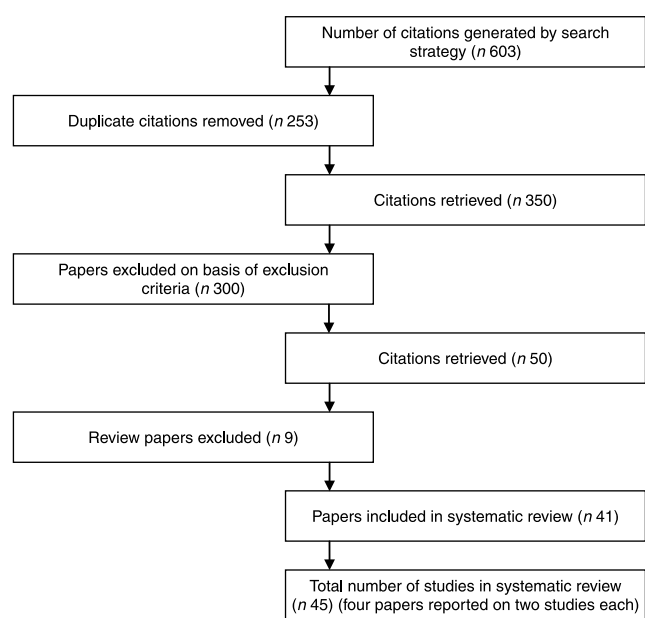 Number of citations generated by search
strategy (n 603)
Duplicate citations removed (n 253)
Citations retrieved (n 350)
Papers excluded on basis of exclusion
criteria (n 300)
Citations retrieved (n 50)
Review papers excluded (n 9)
Papers included in systematic review (n 41)
Total number of studies in systematic review
(n 45) (four papers reported on two studies each)